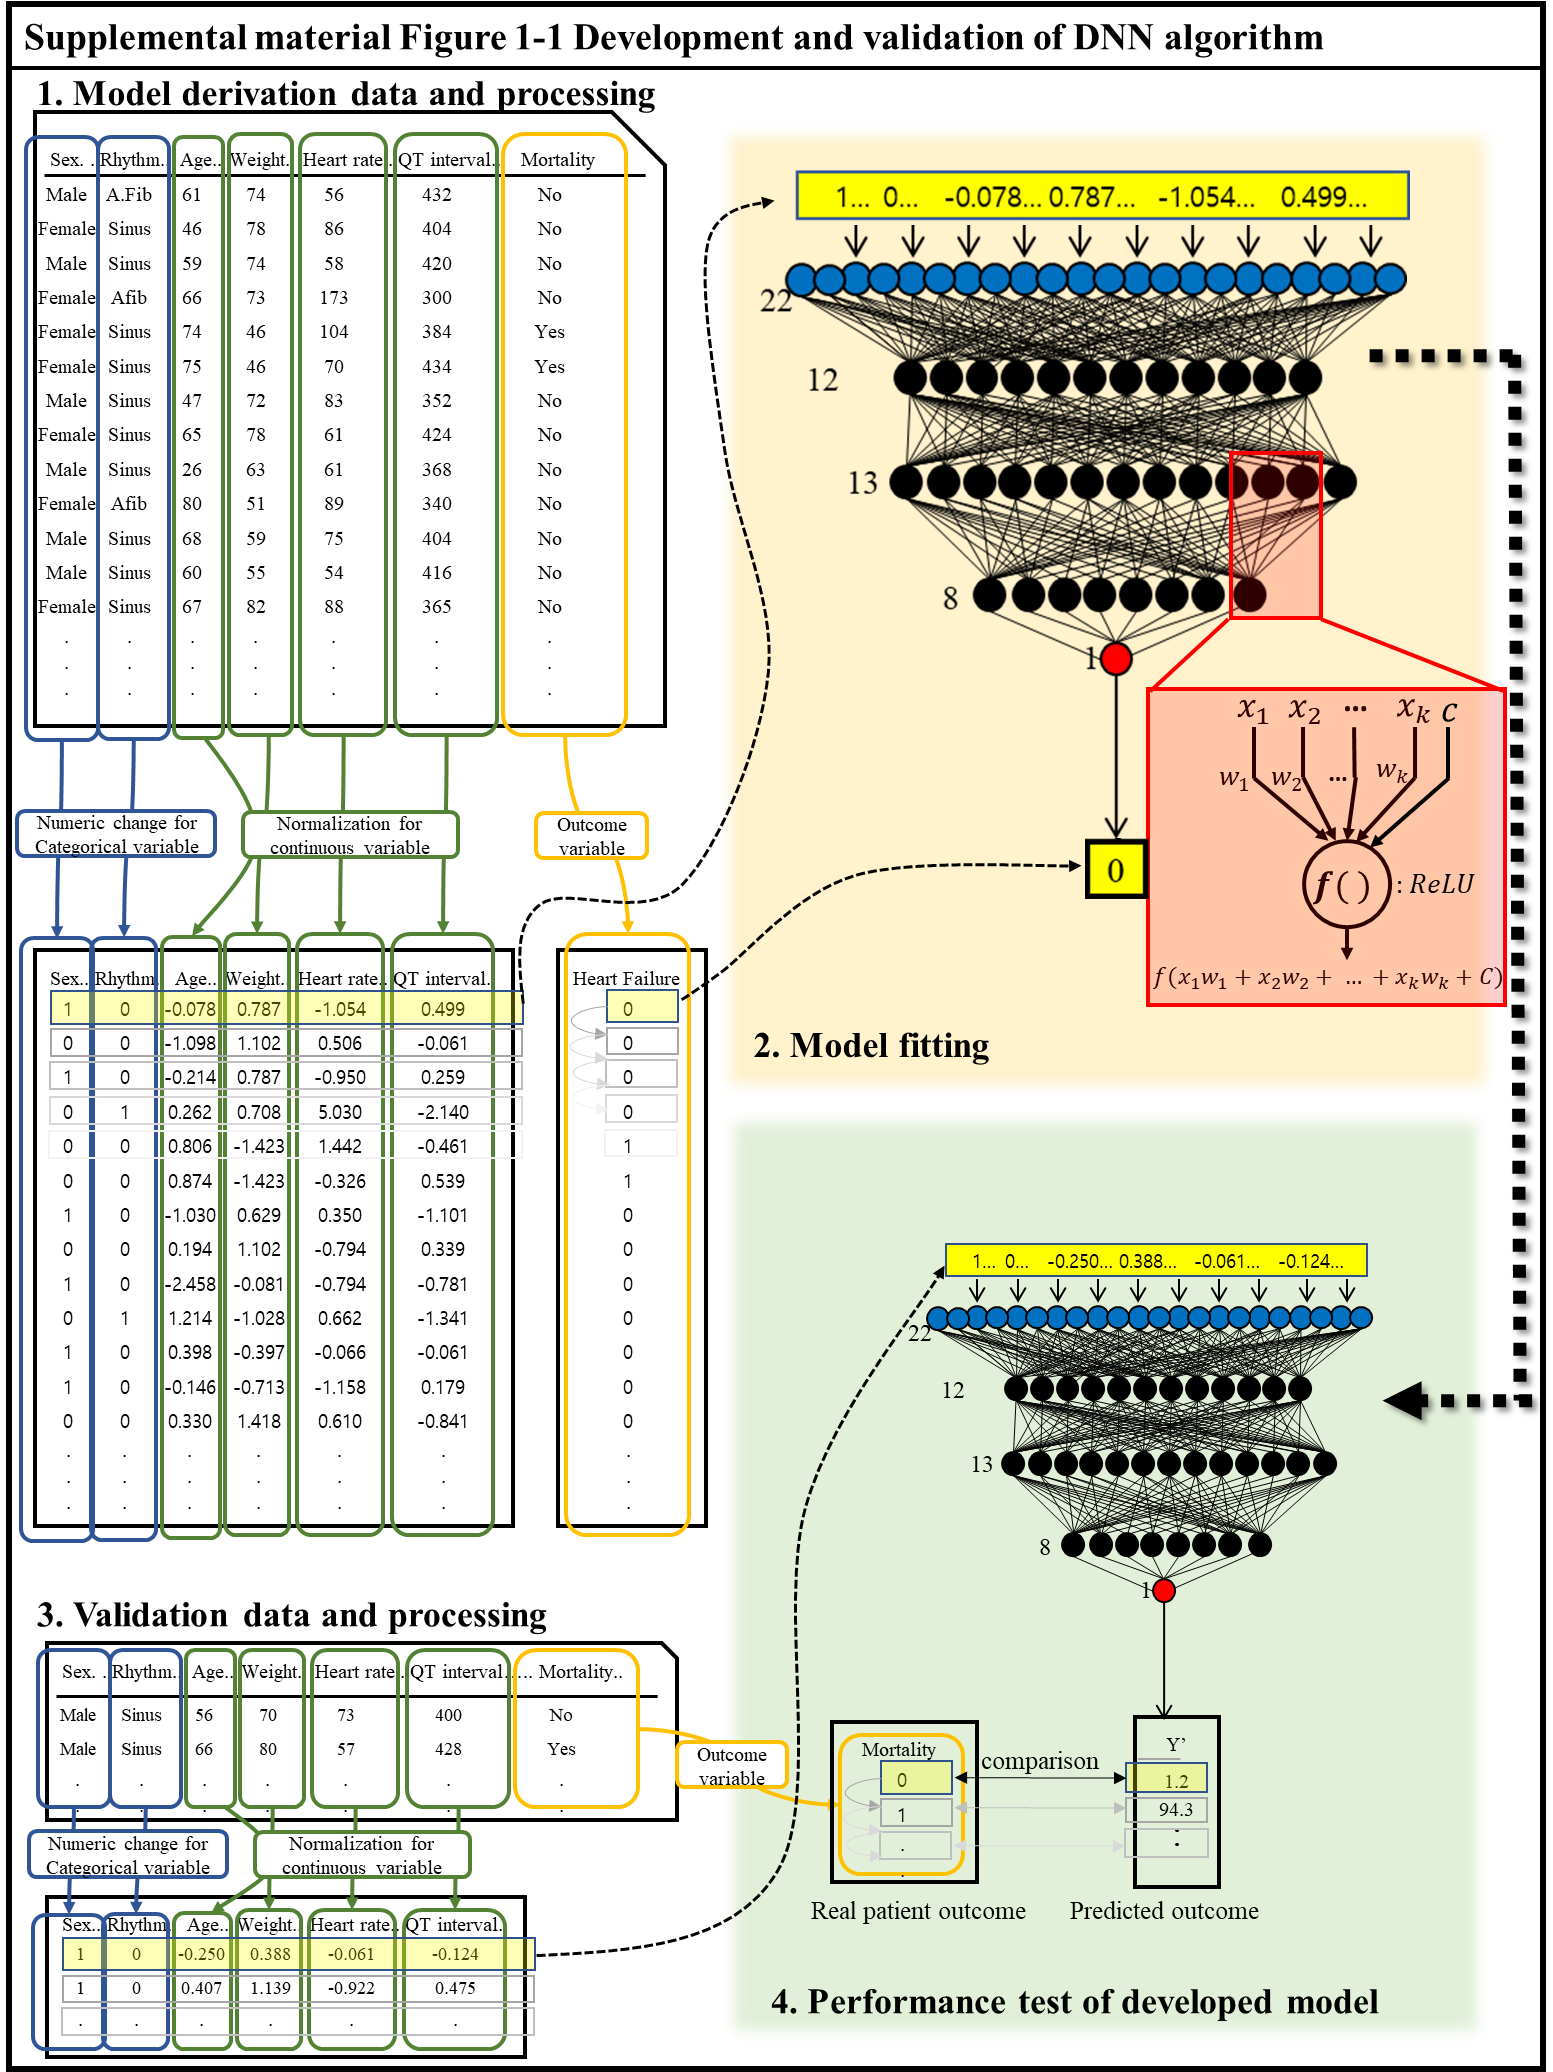 Supplemental material Figure 1-1 Development and validation of DNN algorithm
1. Model derivation data and processing
Sex. . Rhythm.. Age.. Weight. Heart rate.. QT interval.. Mortality
Male A.Fib 61 74 56 432 No
Female Sinus 46 78 86 404 No
Male Sinus 59 74 58 420 No
Female Afib 66 73 173 300 No
Female Sinus 74 46 104 384 Yes
Female Sinus 75 46 70 434 Yes
Male Sinus 47 72 83 352 No
Female Sinus 65 78 61 424 No
Male Sinus 26 63 61 368 No
Female Afib 80 51 89 340 No
Male Sinus 68 59 75 404 No
Male Sinus 60 55 54 416 No
Female Sinus 67 82 88 365 No
. . . . . . .
. . . . . . .
. . . . . . .
Numeric change for
Categorical variable
Normalization for
continuous variable
Outcome
variable
Sex.. Rhythm. Age.. Weight.. Heart rate.. QT interval.
1 0 -0.078 0.787 -1.054 0.499
0 0 -1.098 1.102 0.506 -0.061
1 0 -0.214 0.787 -0.950 0.259
0 1 0.262 0.708 5.030 -2.140
0 0 0.806 -1.423 1.442 -0.461
0 0 0.874 -1.423 -0.326 0.539
1 0 -1.030 0.629 0.350 -1.101
0 0 0.194 1.102 -0.794 0.339
1 0 -2.458 -0.081 -0.794 -0.781
0 1 1.214 -1.028 0.662 -1.341
1 0 0.398 -0.397 -0.066 -0.061
1 0 -0.146 -0.713 -1.158 0.179
0 0 0.330 1.418 0.610 -0.841
. . . . . .
. . . . . .
. . . . . .
Heart Failure
0
0
0
0
1
1
0
0
0
0
0
0
0
.
.
.
1... 0... -0.078... 0.787... -1.054... 0.499...
22
12
13
8
1
0
x1 x2 ... xk c
w1 w2 ... wk
f( ) : ReLU
f(x1w1 + x2w2 + ... + xkwk + C)
2. Model fitting
3. Validation data and processing
Sex. . Rhythm.. Age.. Weight. Heart rate.. QT interval..... Mortality..
Male Sinus 56 70 73 400 No
Male Sinus 66 80 57 428 Yes
. . . . . . .
. . . . . . .
Outcome
variable
Numeric change for
Categorical variable
Normalization for
continuous variable
Sex.. Rhythm. Age.. Weight.. Heart rate.. QT interval.
1 0 -0.250 0.388 -0.061 -0.124
1 0 0.407 1.139 -0.922 0.475
. . . . . .
1... 0... -0.250... 0.388... -0.061... -0.124...
22
12
13
8
1
Mortality
0
1
.
.
comparison
Y’
1.2
94.3
:
Real patient outcome
Predicted outcome
4. Performance test of developed model